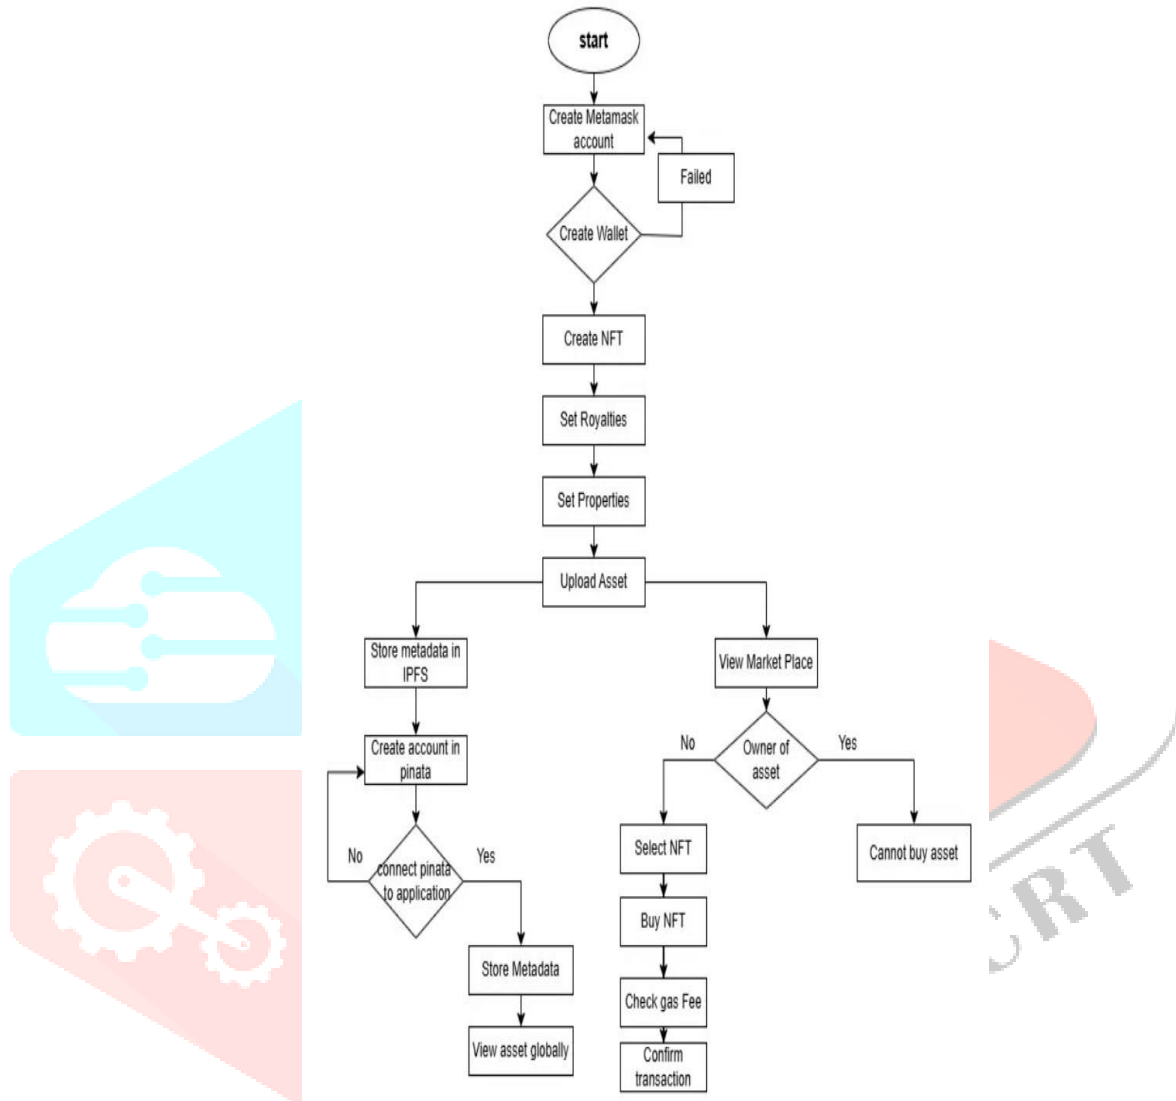 start
Create Metamask
account
Failed
Create Wallet
Create NFT
Set Royalties
Set Properties
Upload Asset
Store metadata in
IPFS
View Market Place
Create account in
pinata
No
Owner of
asset
Yes
No
connect pinata
to application
Yes
Select NFT
Cannot buy asset
Buy NFT
Store Metadata
Check gas Fee
View asset globally
Confirm
transaction
CRT